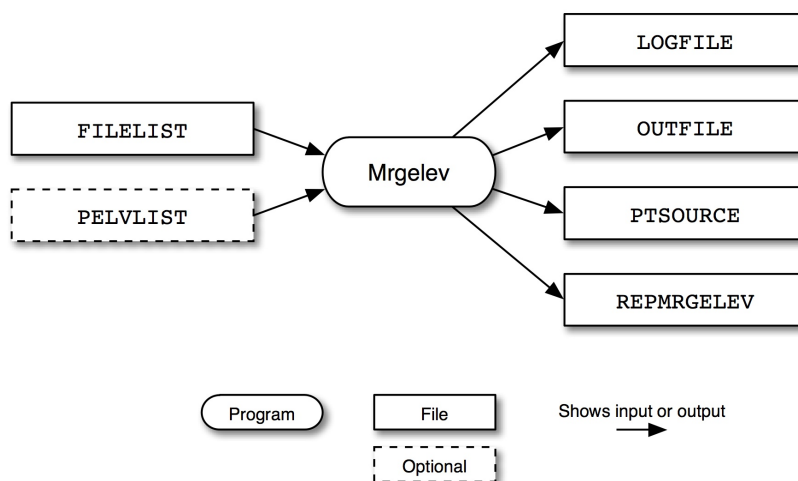 LOGFILE
FILELIST
OUTFILE
Mrgelev
PELVLIST
PTSOURCE
REPMRGELEV
Program
File
Shows input or output
Optional